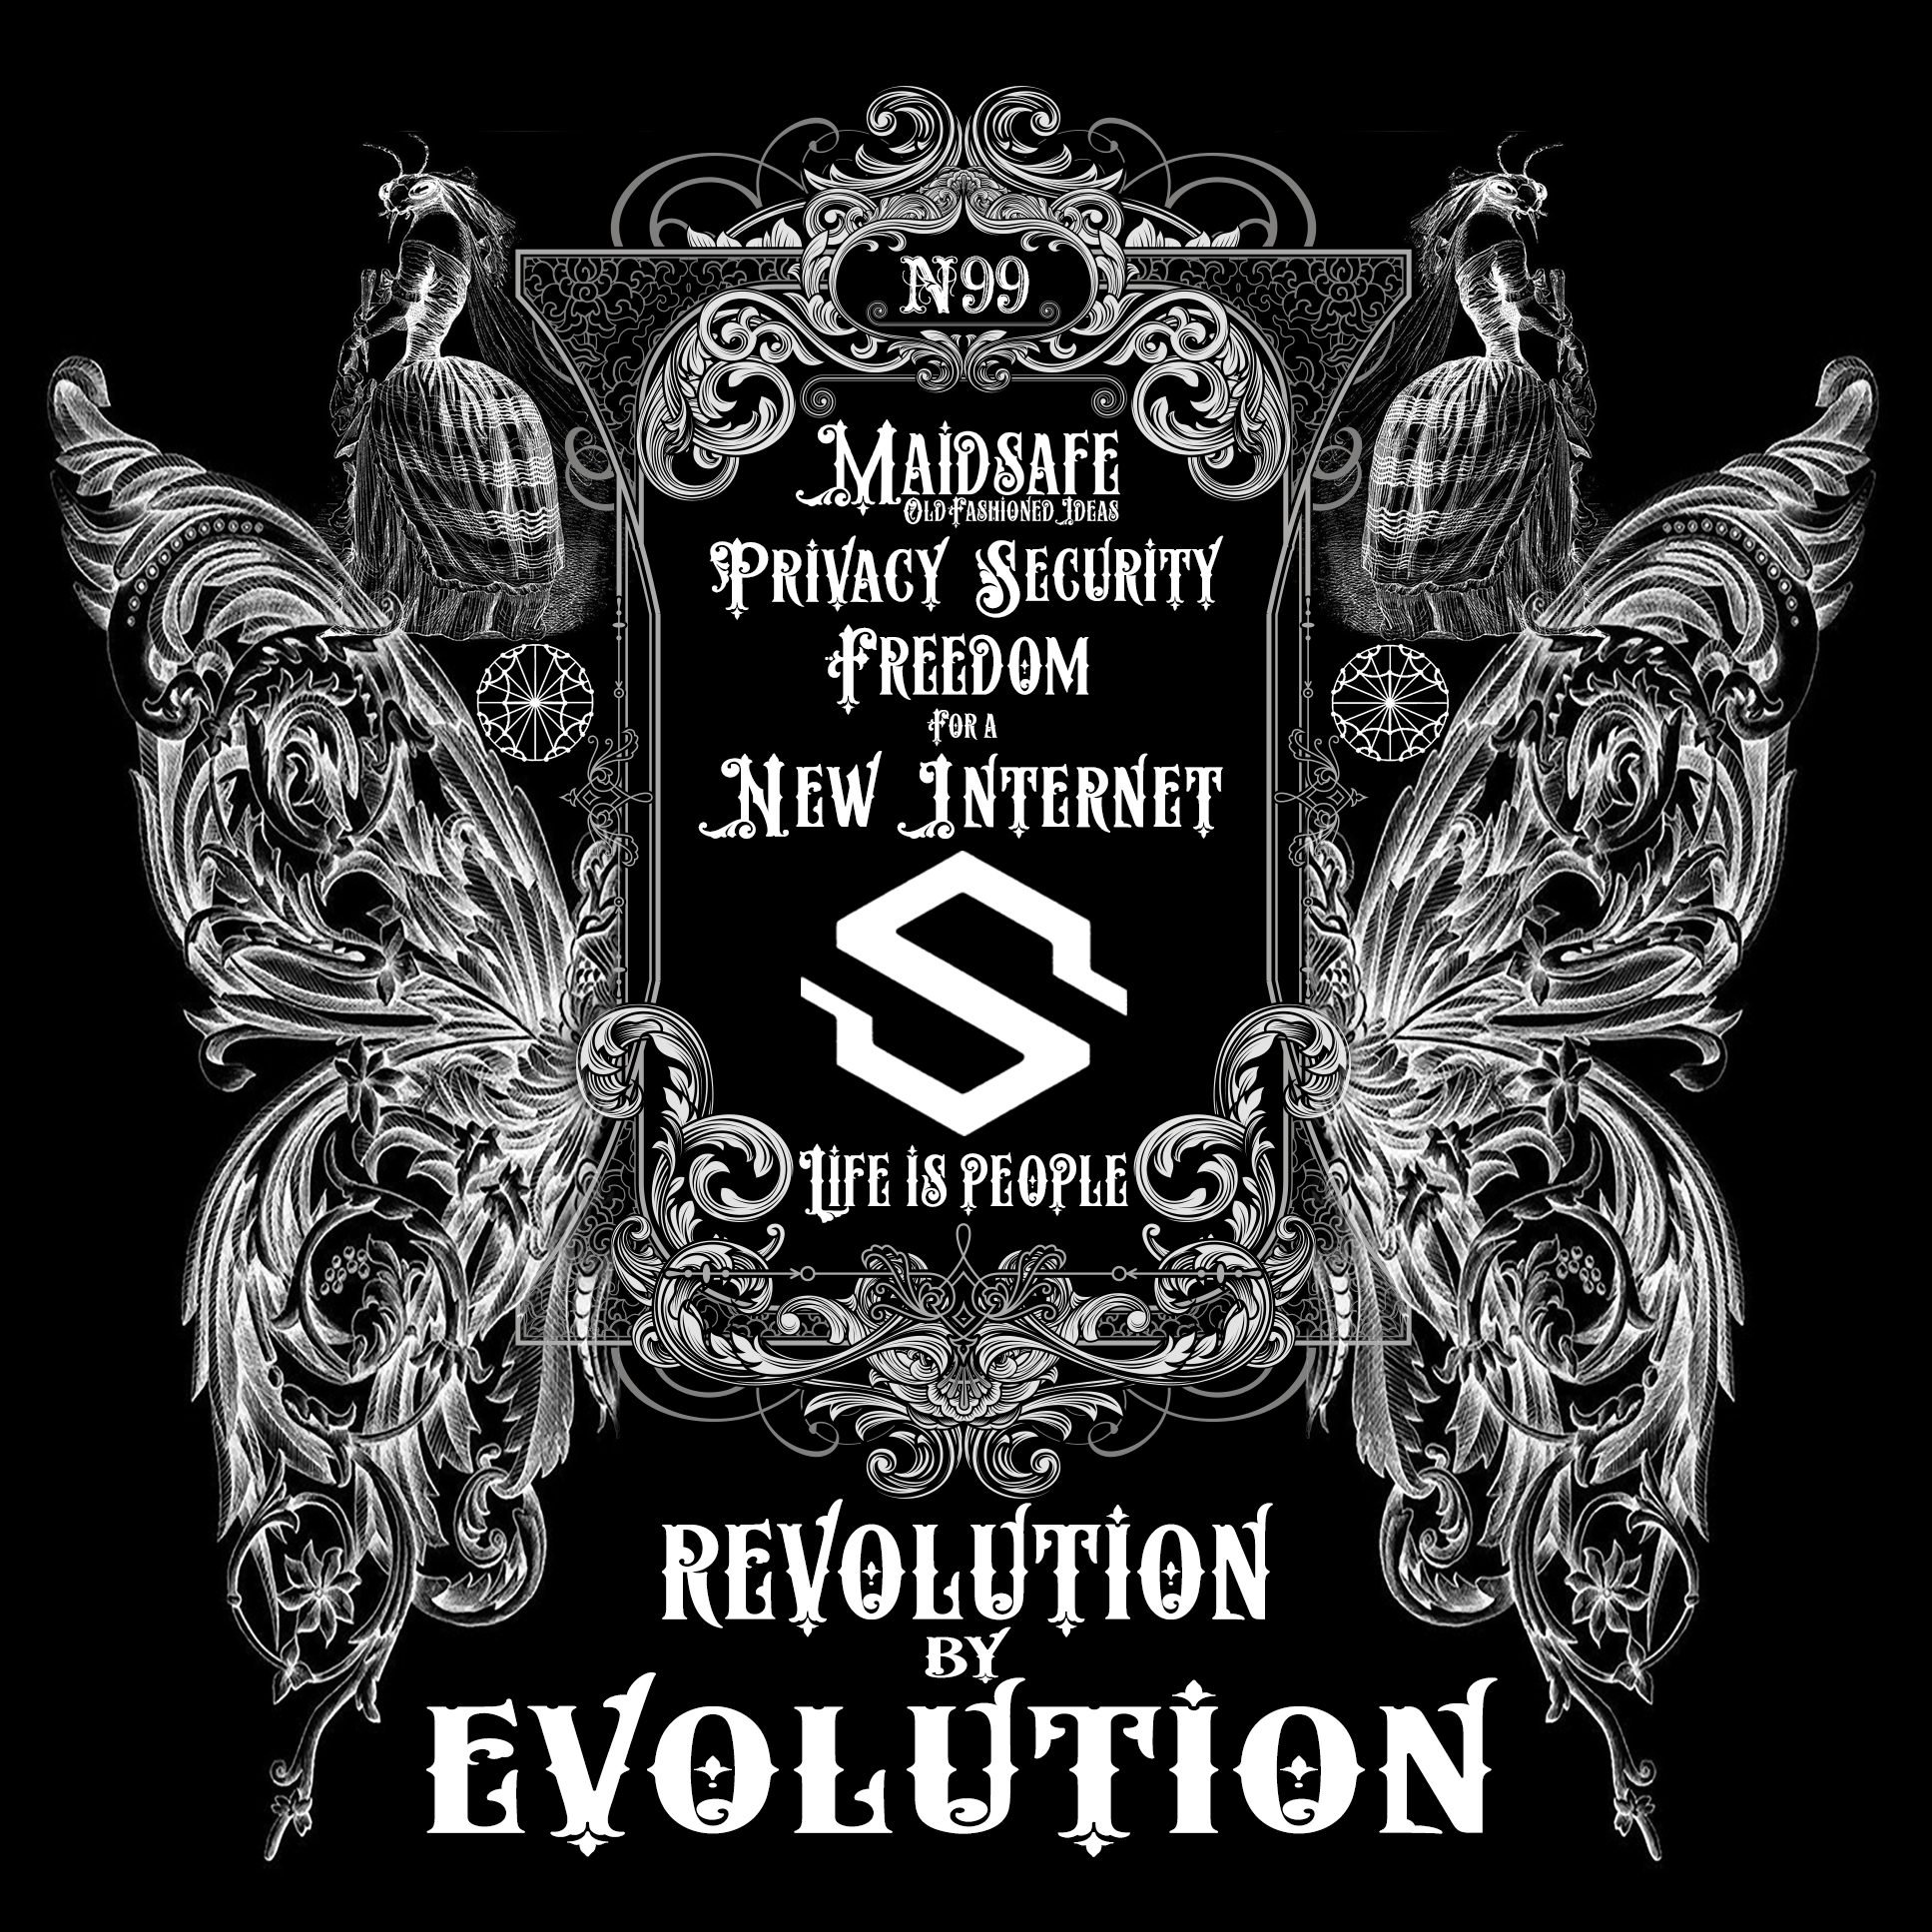 N99
Maidsafe
Old Fashioned Ideas
Privacy Security
Freedom
For a
New Internet
S
Life is people
REVOLUTION
BY
EVOLUTION